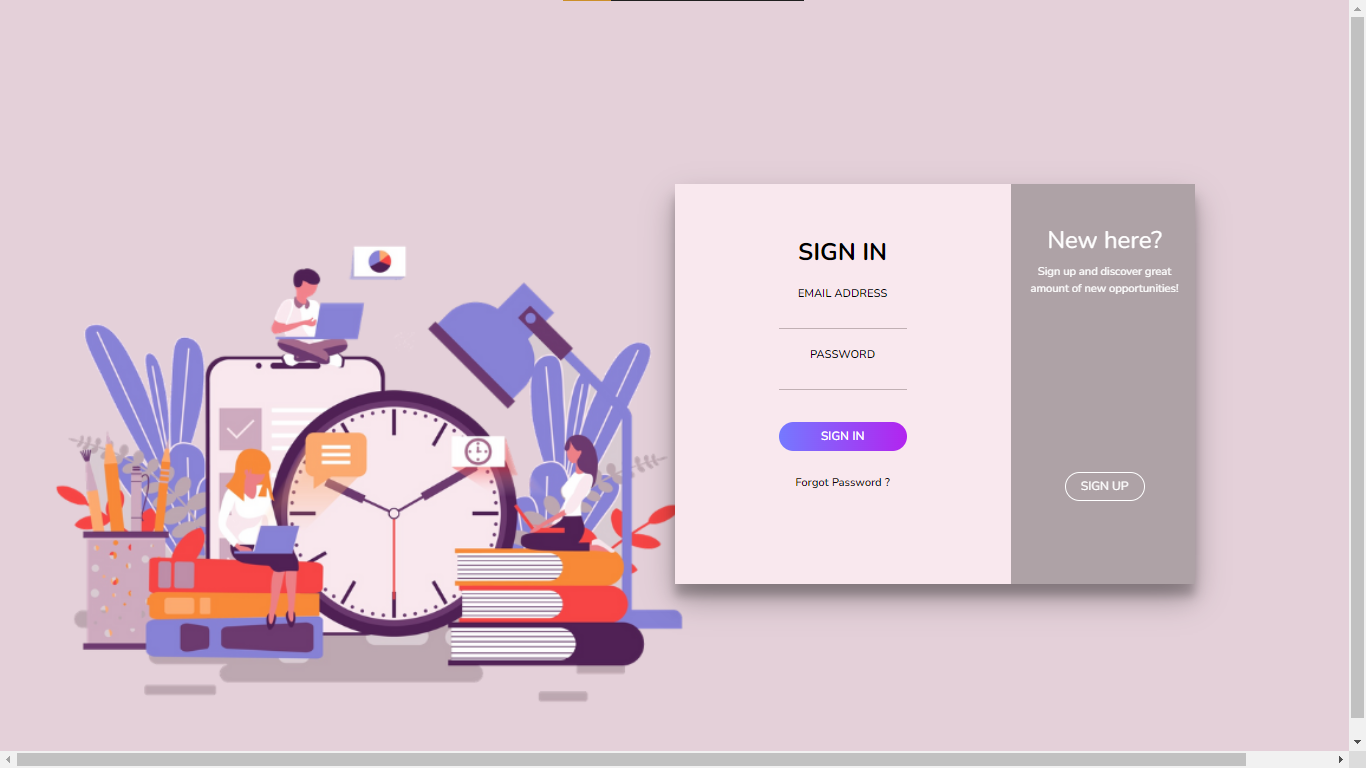 SIGN IN
EMAIL ADDRESS
PASSWORD
SIGN IN
Forgot Password ?
New here?
Sign up and discover great
amount of new opportunities!
SIGN UP